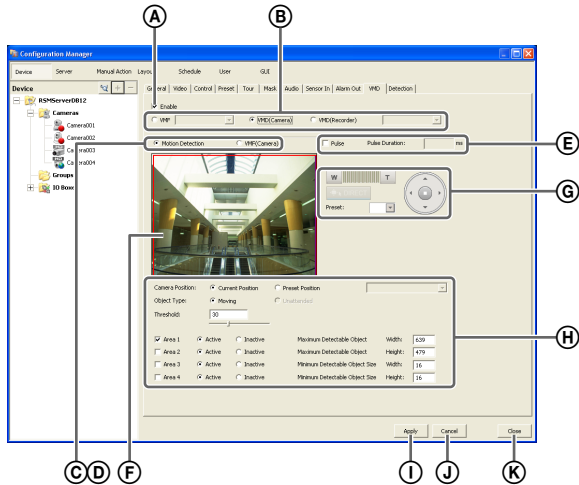 A
B
Configuration Manager
Device Server Manual Action Layou Schedule User GUI
Device
General Video Control Preset Tour Mask Audio Sensor In Alarm Out VMD Detection
RSMServerDB12
Cameras
Camera001
Camera002
Camera003
Camera004
Groups
IO Boxes
Enable
VMF VMD(Camera) VMD(Recorder)
Motion Detection VMF(Camera)
Pulse Pulse Duration: ms
E
W T
G
Preset:
Camera Position: Current Position Preset Position
Object Type: Moving Unattended
Threshold: 30
H
Area 1 Active Inactive Maximum Detectable Object Width: 639
Area 2 Active Inactive Maximum Detectable Object Height: 479
Area 3 Active Inactive Minimum Detectable Object Size Width: 16
Area 4 Active Inactive Minimum Detectable Object Size Height: 16
Apply Cancel Close
C D F I J K